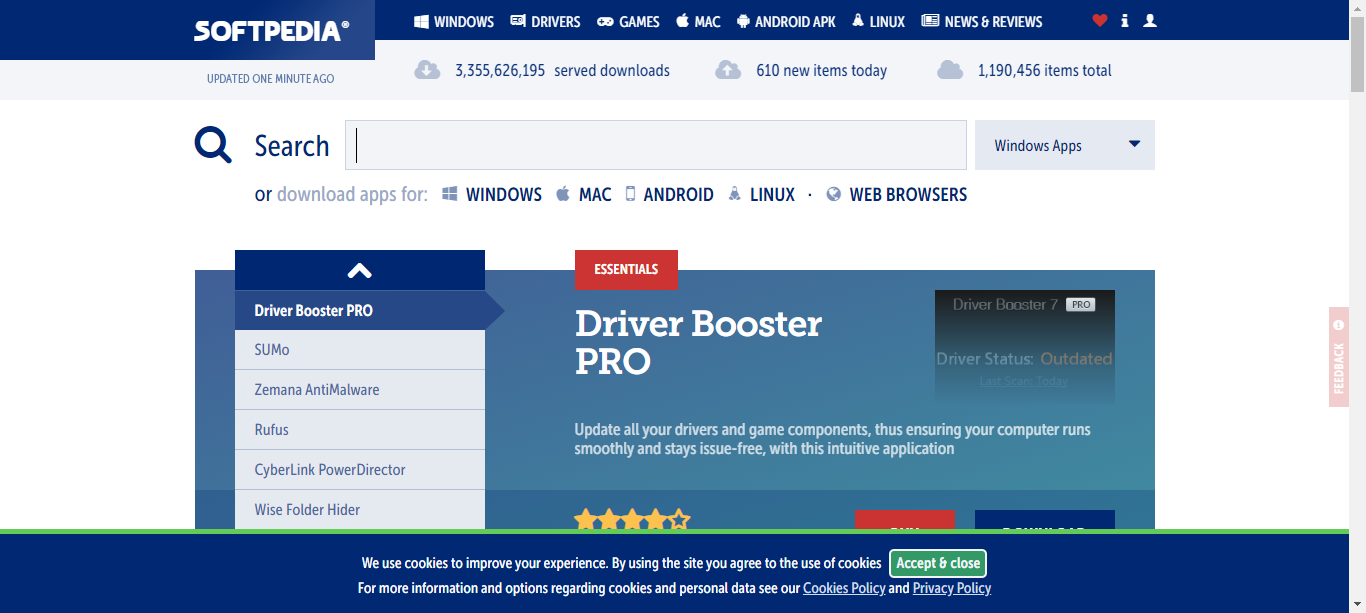 SOFTPEDIA®
WINDOWS DRIVERS GAMES MAC ANDROID APK LINUX NEWS & REVIEWS
UPDATED ONE MINUTE AGO
3,355,626,195 served downloads 610 new items today 1,190,456 items total
Search
Windows Apps
or download apps for: WINDOWS MAC ANDROID LINUX · WEB BROWSERS
Driver Booster PRO
SUMo
Zemana AntiMalware
Rufus
CyberLink PowerDirector
Wise Folder Hider
ESSENTIALS
Driver Booster
PRO
Driver Booster 7 PRO
Driver Status: Outdated
Last Scan: Today
Update all your drivers and game components, thus ensuring your computer runs
smoothly and stays issue-free, with this intuitive application
FEEDBACK
We use cookies to improve your experience. By using the site you agree to the use of cookies Accept & close
For more information and options regarding cookies and personal data see our Cookies Policy and Privacy Policy